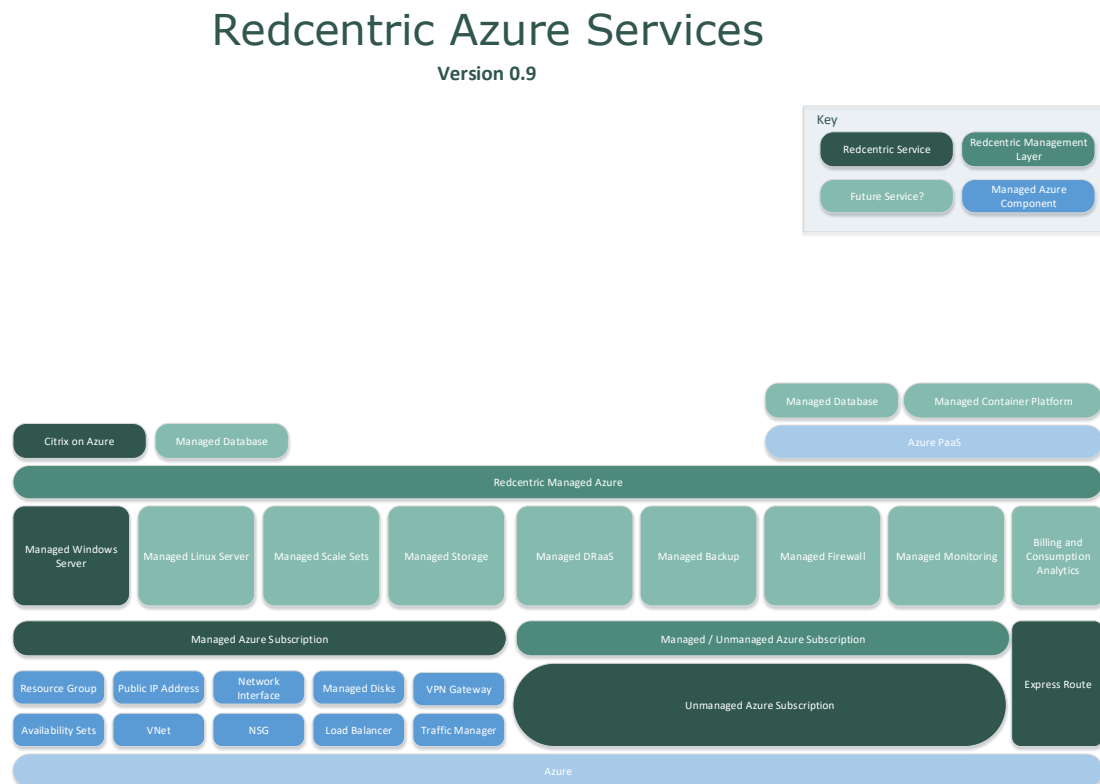 Redcentric Azure Services
Version 0.9
Key
Redcentric Service
Redcentric Management
Layer
Future Service?
Managed Azure
Component
Managed Database
Managed Container Platform
Citrix on Azure
Managed Database
Azure PaaS
Redcentric Managed Azure
Managed Windows
Server
Managed Linux Server
Managed Scale Sets
Managed Storage
Managed DRaaS
Managed Backup
Managed Firewall
Managed Monitoring
Billing and
Consumption
Analytics
Managed Azure Subscription
Managed / Unmanaged Azure Subscription
Express Route
Resource Group
Public IP Address
Network
Interface
Managed Disks
VPN Gateway
Unmanaged Azure Subscription
Availability Sets
VNet
NSG
Load Balancer
Traffic Manager
Azure